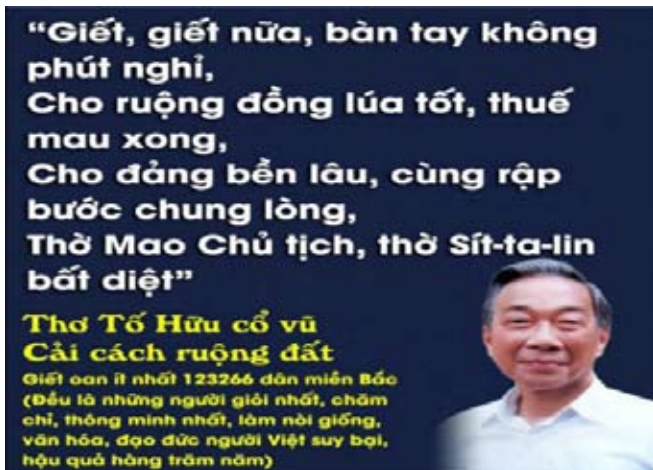 “Giết, giết nữa, bàn tay không
phút nghỉ,
Cho ruộng đồng lúa tốt, thuế
mau xong,
Cho đảng bền lâu, cùng rập
bước chung lòng,
Thờ Mao Chủ tịch, thờ Sít-ta-lin
bất diệt”
Thơ Tố Hữu cổ vũ
Cải cách ruộng đất
Giết oan ít nhất 123266 dân miền Bắc
(Đều là những người giỏi nhất, chăm
chỉ, thông minh nhất, làm nòi giống,
văn hóa, đạo đức người Việt suy bại,
hậu quả hàng trăm năm)